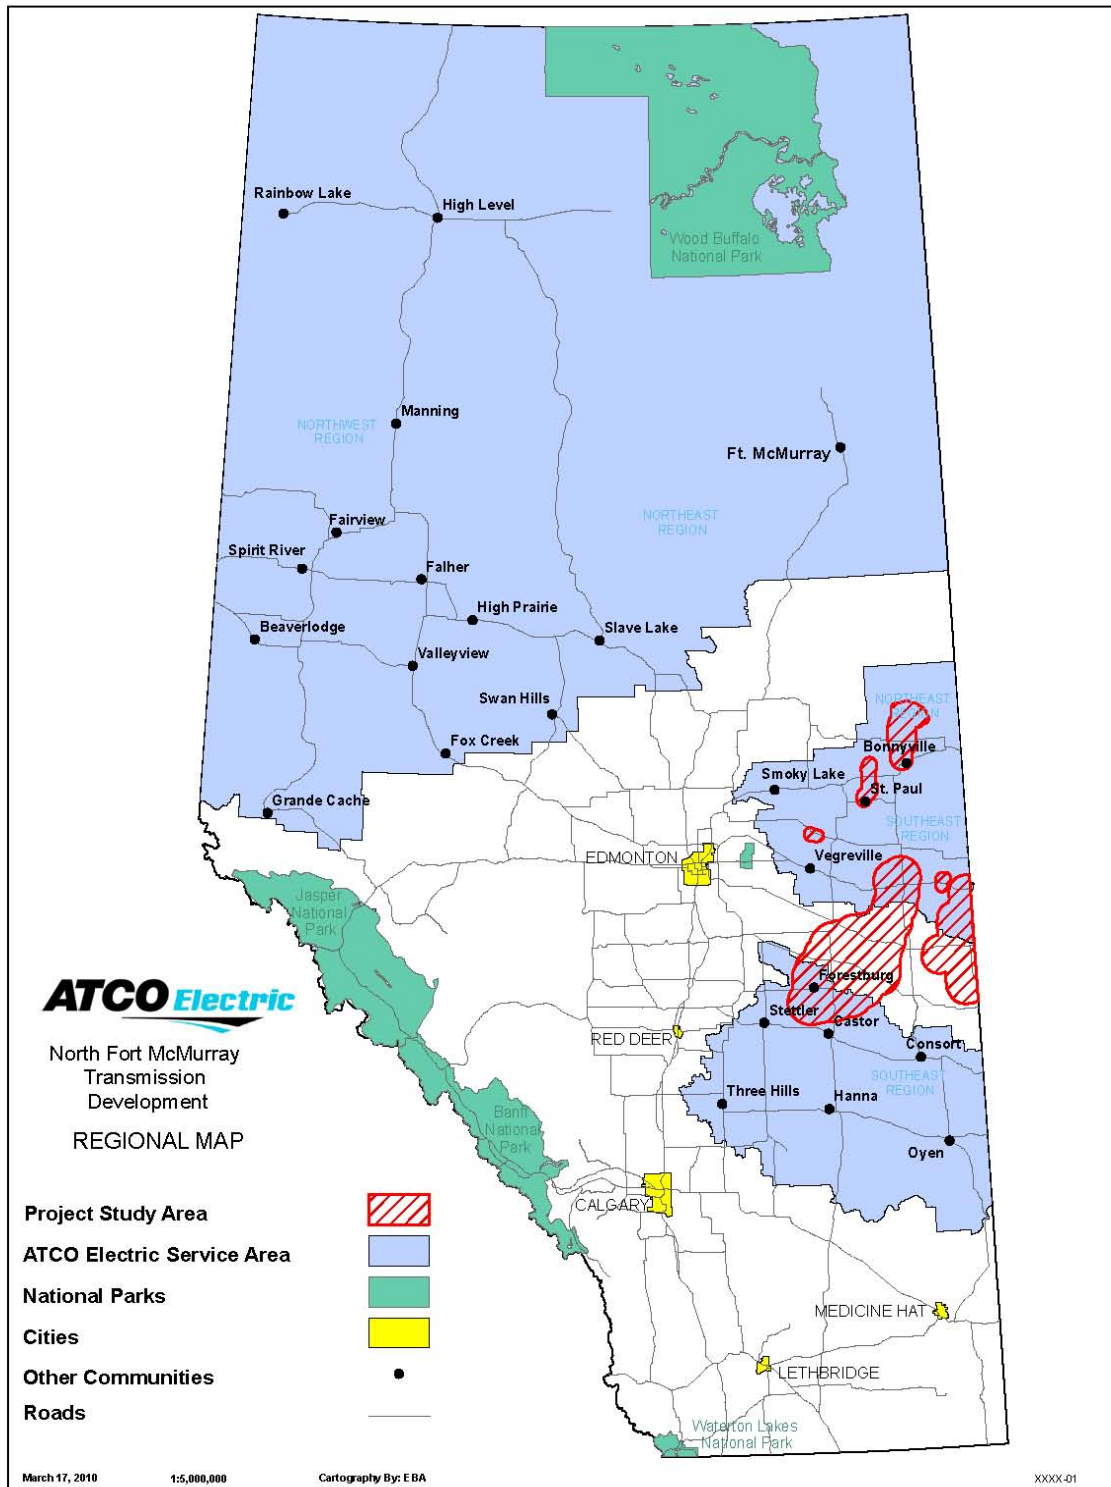 Rainbow Lake
High Level
Wood Buffalo
National Park
Manning
NORTHWEST
REGION
Ft. McMurray
NORTHEAST
REGION
Fairview
Spirit River
Falher
High Prairie
Beaverlodge
Slave Lake
Valleyview
Swan Hills
NORTHEAST
REGION
Fox Creek
Bonnyville
Smoky Lake
St. Paul
Grande Cache
SOUTHEAST
REGION
EDMONTON
Vegreville
Jasper
National
Park
Forestburg
ATCO Electric
Stettler
Castor
RED DEER
Consort
North Fort McMurray
Transmission
Development
REGIONAL MAP
SOUTHEAST
REGION
Three Hills
Hanna
Banff
National
Park
Oyen
CALGARY
Project Study Area
ATCO Electric Service Area
National Parks
Cities
Other Communities
Roads
MEDICINE HAT
LETHBRIDGE
Waterton Lakes
National Park
March 17, 2010
1:5,000,000
Cartography By: EBA
XXXX-01